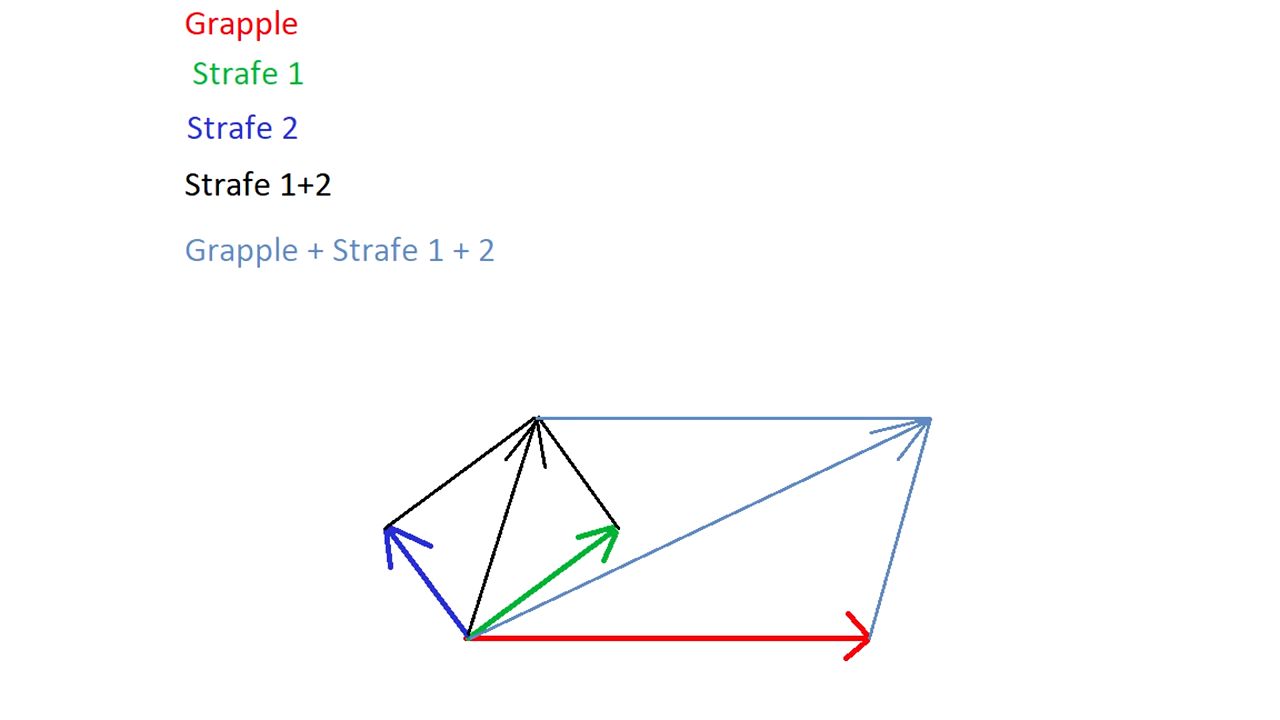 Grapple
Strafe 1
Strafe 2
Strafe 1+2
Grapple + Strafe 1 + 2